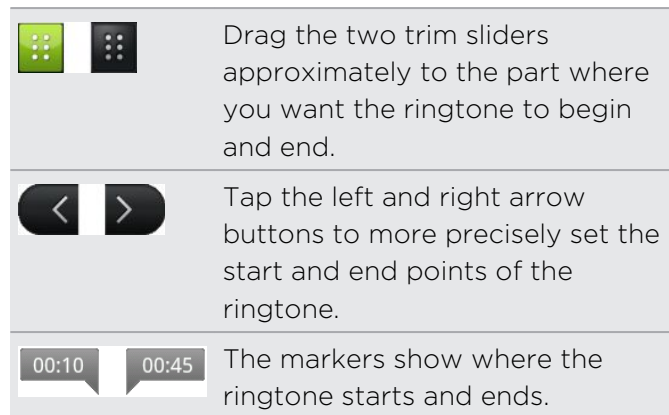 Drag the two trim sliders
approximately to the part where
you want the ringtone to begin
and end.
Tap the left and right arrow
buttons to more precisely set the
start and end points of the
ringtone.
00:10 00:45 The markers show where the
ringtone starts and ends.